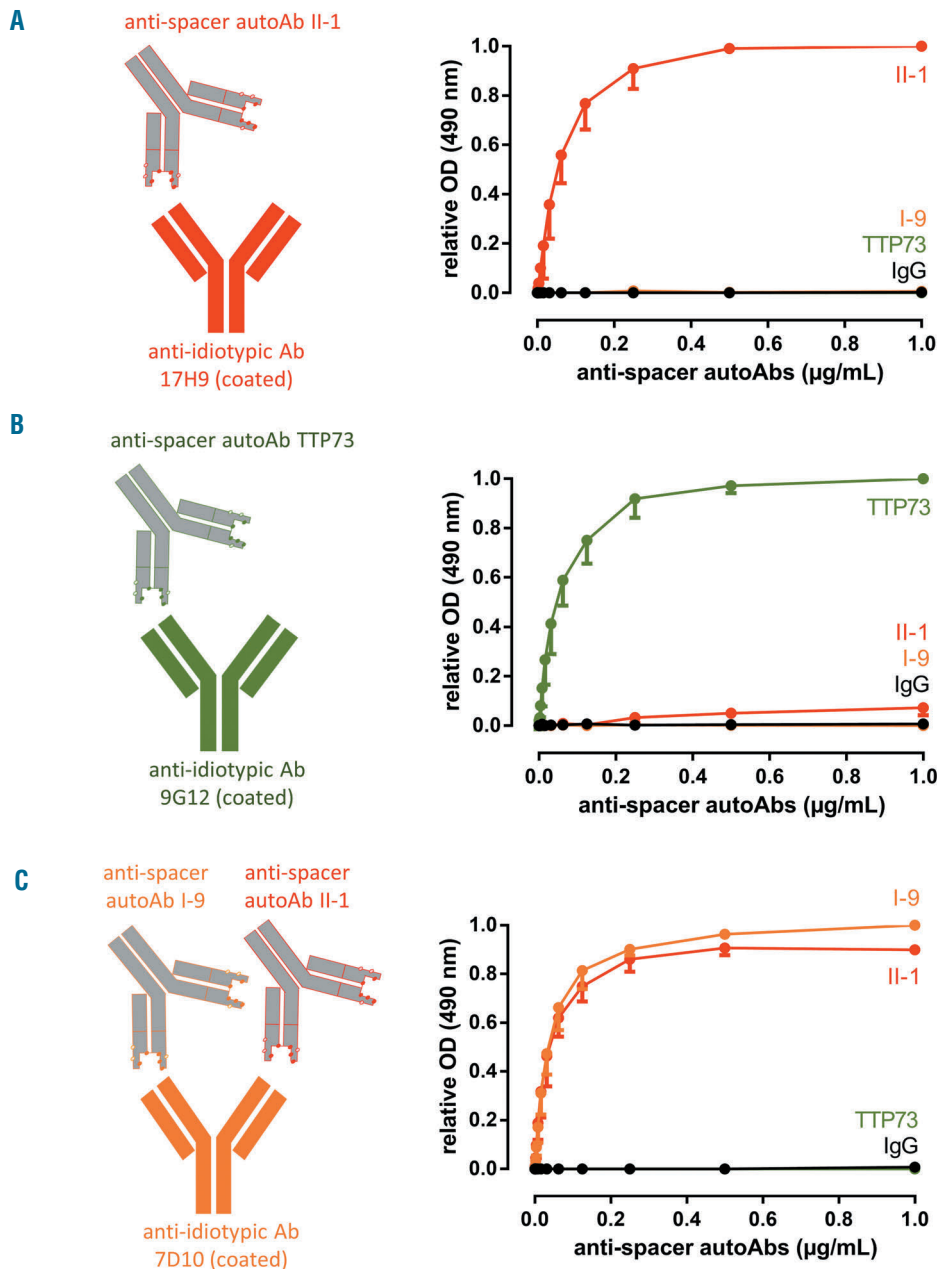 A
anti-spacer autoAb II-1
anti-idiotypic Ab
17H9 (coated)
relative OD (490 nm)
1.0
0.8
0.6
0.4
0.2
0.0
II-1
I-9
TTP73
IgG
0.0 0.2 0.4 0.6 0.8 1.0
anti-spacer autoAbs (µg/mL)
B
anti-spacer autoAb TTP73
anti-idiotypic Ab
9G12 (coated)
relative OD (490 nm)
1.0
0.8
0.6
0.4
0.2
0.0
TTP73
II-1
I-9
IgG
0.0 0.2 0.4 0.6 0.8 1.0
anti-spacer autoAbs (µg/mL)
C
anti-spacer
autoAb I-9
anti-spacer
autoAb II-1
anti-idiotypic Ab
7D10 (coated)
relative OD (490 nm)
1.0
0.8
0.6
0.4
0.2
0.0
I-9
II-1
TTP73
IgG
0.0 0.2 0.4 0.6 0.8 1.0
anti-spacer autoAbs (µg/mL)